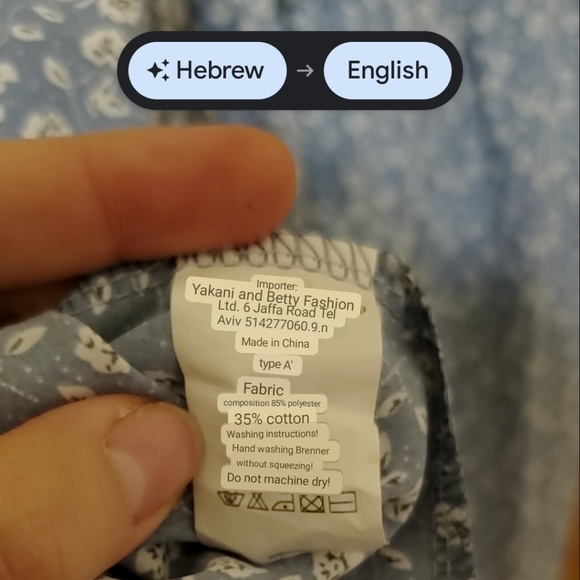 Hebrew → English
Importer:
Yakani and Betty Fashion
Ltd. 6 Jaffa Road Tel
Aviv 514277060.9.n
Made in China
type A'
Fabric
composition 85% polyester
35% cotton
Washing instructions!
Hand washing Brenner
without squeezing!
Do not machine dry!